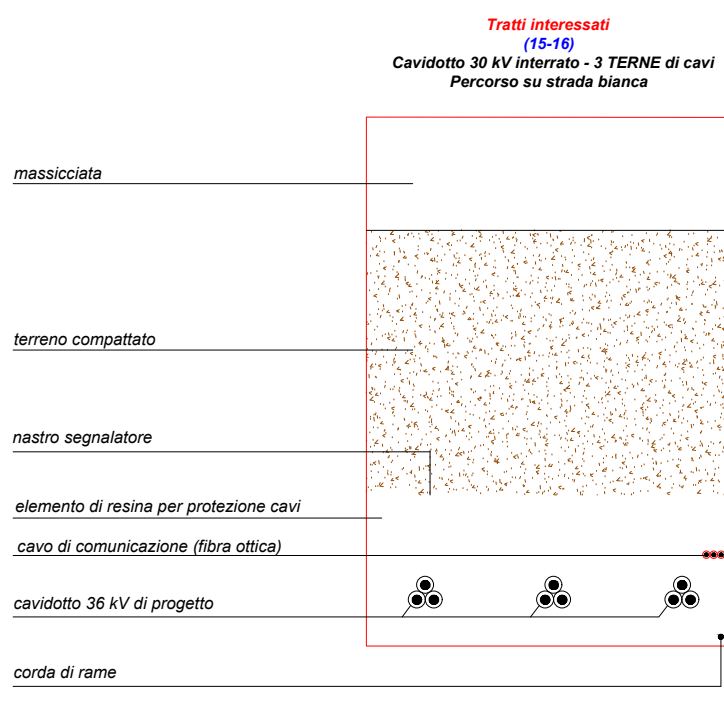 Tratti interessati
(15-16)
Cavidotto 30 kV interrato - 3 TERNE di cavi
Percorso su strada bianca
massicciata
terreno compattato
nastro segnalatore
elemento di resina per protezione cavi
cavo di comunicazione (fibra ottica)
cavidotto 36 kV di progetto
corda di rame